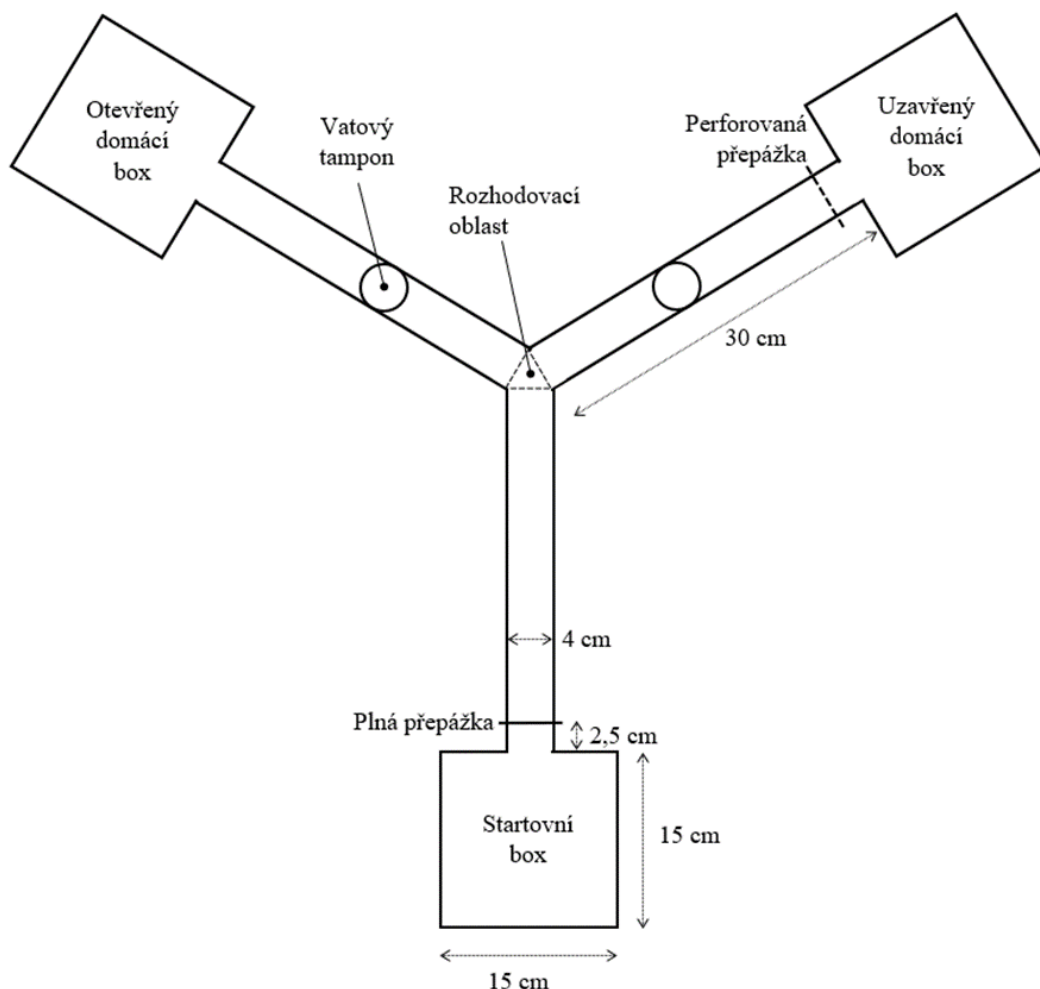 Otevřený
domácí
box
Vatový
tampon
Rozhodovací
oblast
Perforovaná
přepážka
Uzavřený
domácí
box
30 cm
4 cm
Plná přepážka
2,5 cm
Startovní
box
15 cm
15 cm